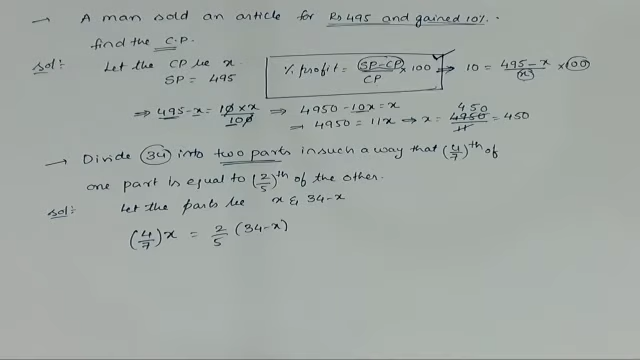 → A man sold an article for Rs 495 and gained 10%.
find the C.P.
Sol:- Let the CP be x
SP = 495
% profit = (SP-CP)/CP × 100 ⇒ 10 = (495-x)/(x) × 100
⇒ 495-x = (10 × x)/100 ⇒ 4950-10x = x
⇒ 4950 = 11x ⇒ x = 4950/11 = 450
450
→ Divide 34 into two parts in such a way that (4/7)th of
one part is equal to (2/5)th of the other.
Sol:- Let the parts be x & 34-x
(4/7)x = 2/5 (34-x)